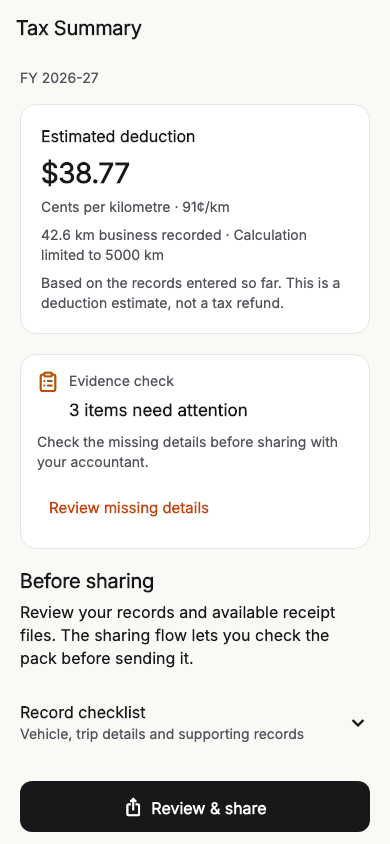 Tax Summary
FY 2026-27
Estimated deduction
$38.77
Cents per kilometre · 91¢/km
42.6 km business recorded · Calculation
limited to 5000 km
Based on the records entered so far. This is a
deduction estimate, not a tax refund.
Evidence check
3 items need attention
Check the missing details before sharing with
your accountant.
Review missing details
Before sharing
Review your records and available receipt
files. The sharing flow lets you check the
pack before sending it.
Record checklist
Vehicle, trip details and supporting records
Review & share